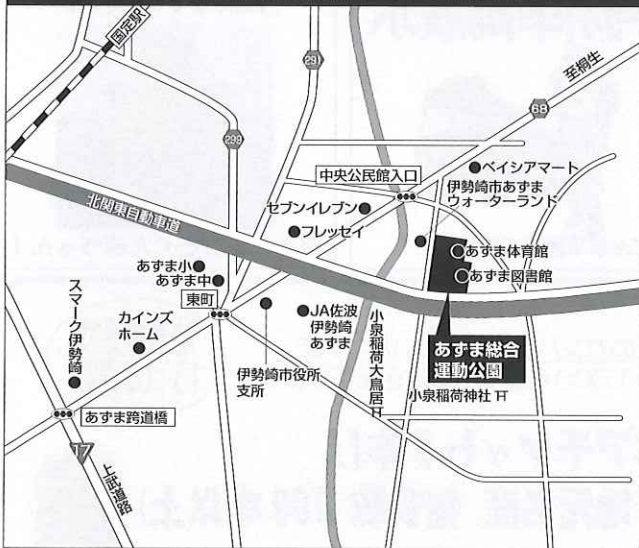 国定駅
291
至桐生
68
293
中央公民館入口
ベイシアマート
伊勢崎市あずま
ウォーターランド
セブンイレブン
フレッセイ
北関東自動車道
あずま体育館
あずま図書館
あずま小
あずま中
東町
スマーク伊勢崎
カインズ
ホーム
JA佐波
伊勢崎
あずま
伊勢崎市役所
支所
小泉稲荷大鳥居
あずま総合
運動公園
小泉稲荷神社
あずま跨道橋
17
上武道路